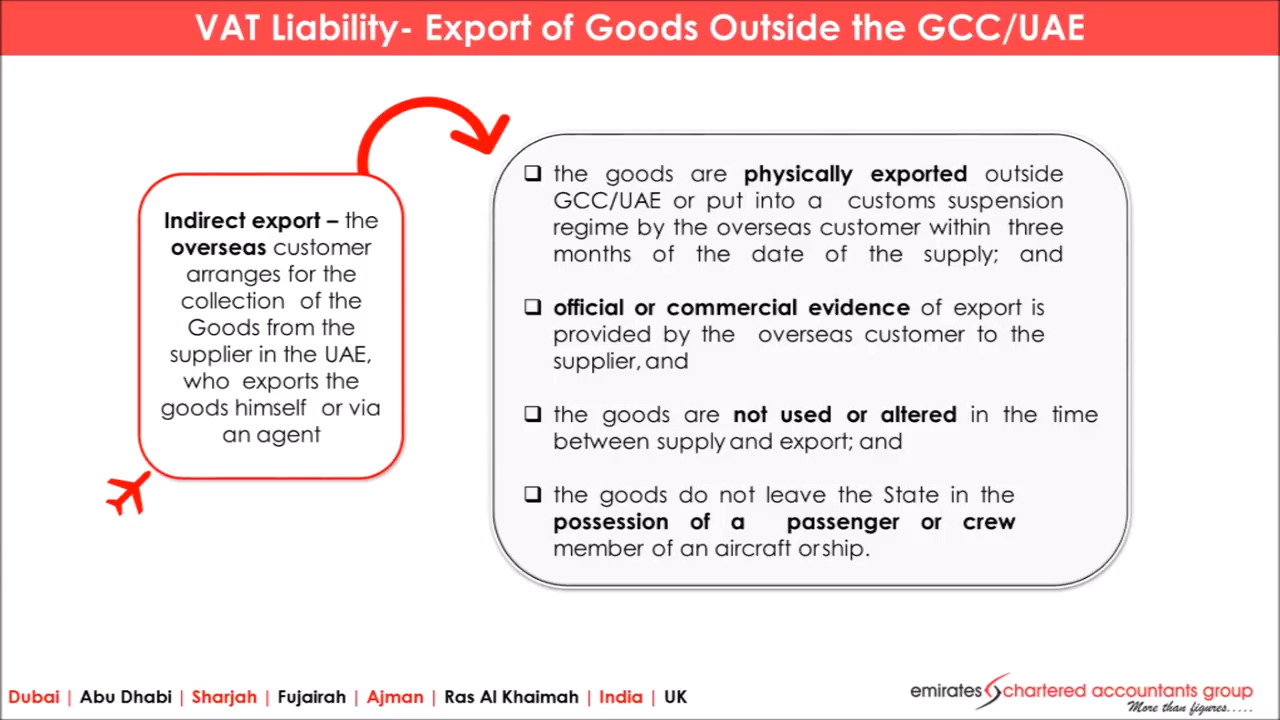 VAT Liability- Export of Goods Outside the GCC/UAE
Indirect export – the
overseas customer
arranges for the
collection of the
Goods from the
supplier in the UAE,
who exports the
goods himself or via
an agent
❑ the goods are physically exported outside
GCC/UAE or put into a customs suspension
regime by the overseas customer within three
months of the date of the supply; and
❑ official or commercial evidence of export is
provided by the overseas customer to the
supplier, and
❑ the goods are not used or altered in the time
between supply and export; and
❑ the goods do not leave the State in the
possession of a passenger or crew
member of an aircraft orship.
Dubai | Abu Dhabi | Sharjah | Fujairah | Ajman | Ras Al Khaimah | India | UK
emirates chartered accountants group
More than figures.....